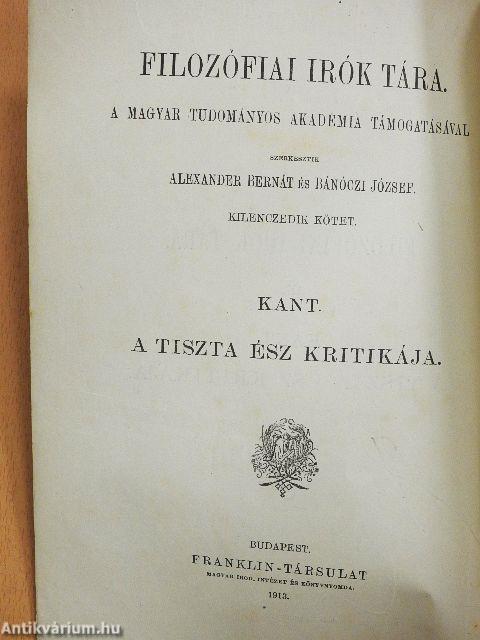 FILOZÓFIAI IRÓK TÁRA.
A MAGYAR TUDOMÁNYOS AKADÉMIA TÁMOGATÁSÁVAL
SZERKESZTIK
ALEXANDER BERNÁT ÉS BÁNÓCZI JÓZSEF.
KILENCZEDIK KÖTET.
KANT.
A TISZTA ÉSZ KRITIKÁJA.
BUDAPEST.
FRANKLIN-TÁRSULAT
MAGYAR IROD. INTÉZET ÉS KÖNYVNYOMDA.
1913.
Antikvárium.hu